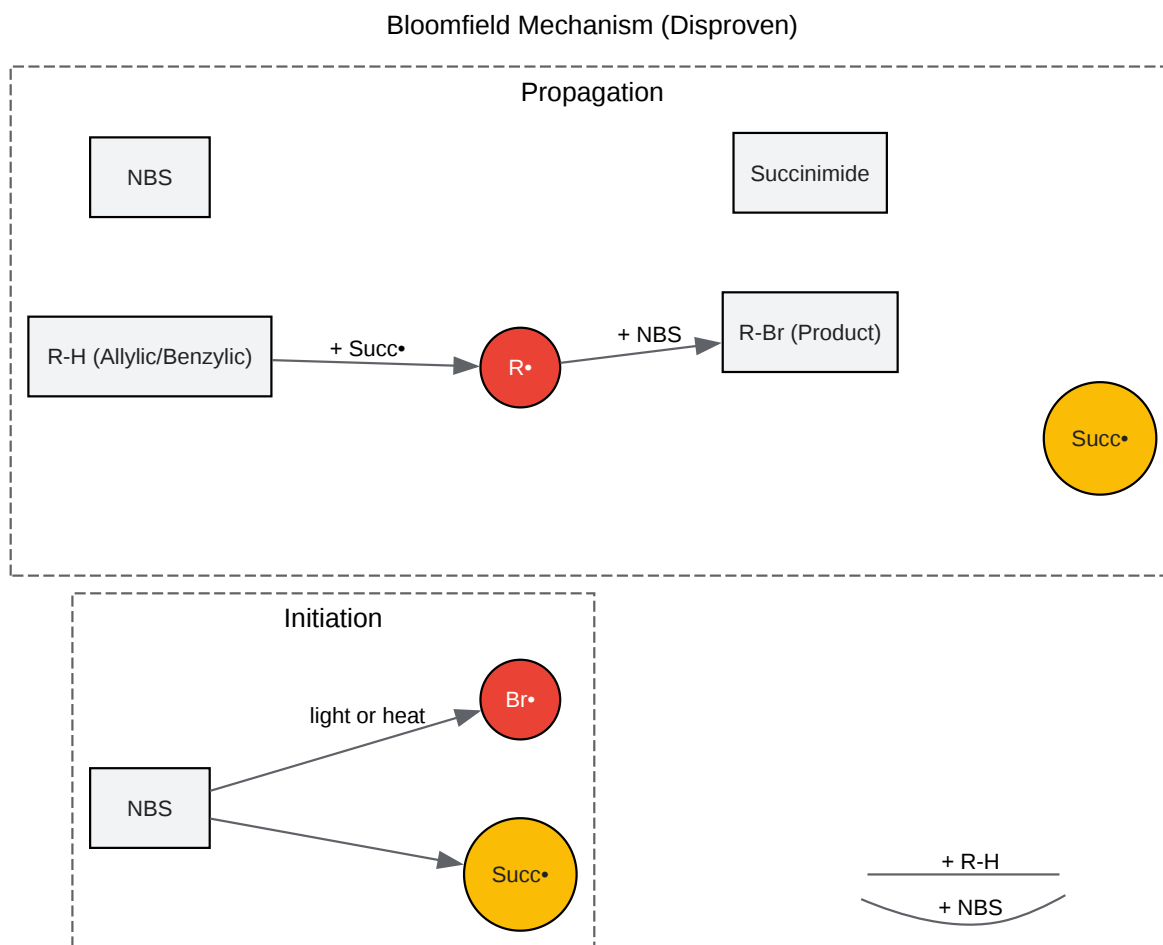 Bloomfield Mechanism (Disproven)
Propagation
NBS
Succinimide
R-H (Allylic/Benzylic)
+ Succ•
R•
+ NBS
R-Br (Product)
Succ•
Initiation
NBS
light or heat
Br•
Succ•
+ R-H
+ NBS